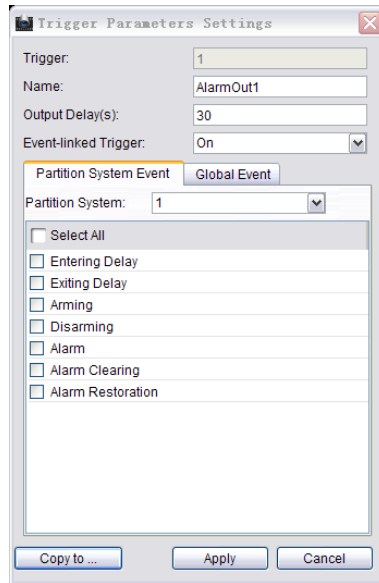 Trigger Parameters Settings
Trigger: 1
Name: AlarmOut1
Output Delay(s): 30
Event-linked Trigger: On
Partition System Event Global Event
Partition System: 1
Select All
Entering Delay
Exiting Delay
Arming
Disarming
Alarm
Alarm Clearing
Alarm Restoration
Copy to ... Apply Cancel